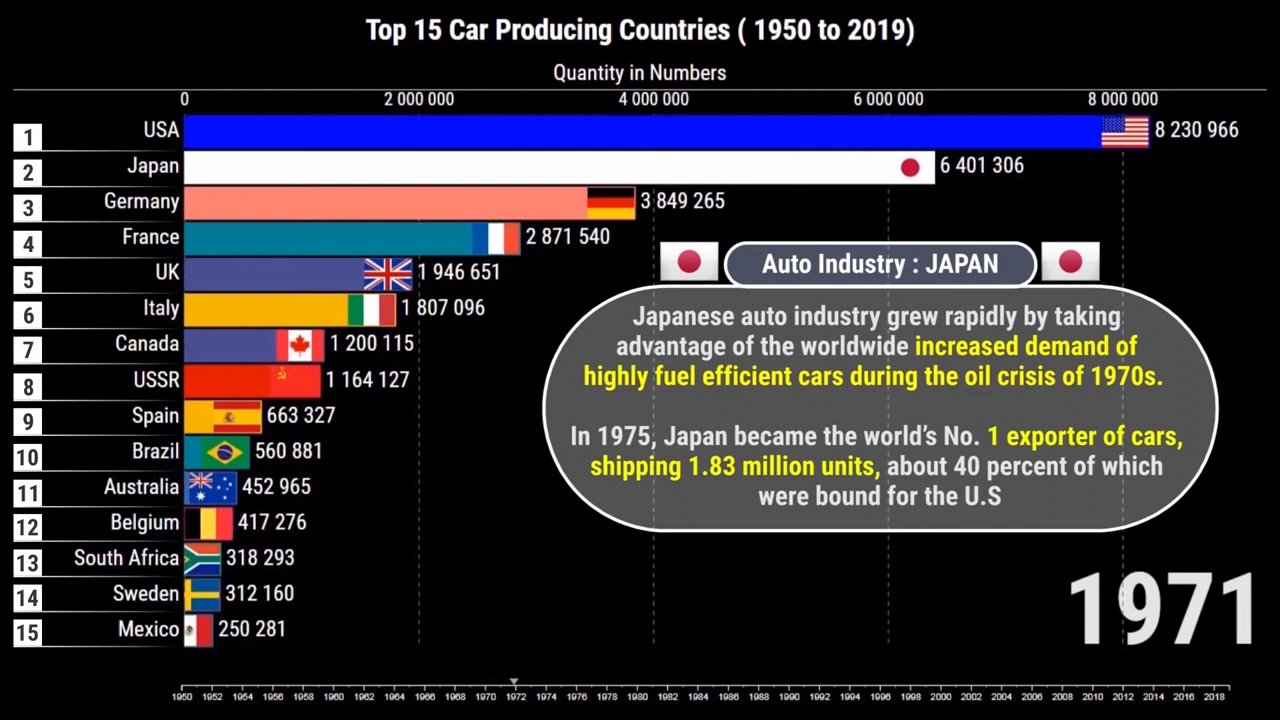 Top 15 Car Producing Countries ( 1950 to 2019)
Quantity in Numbers
0 2 000 000 4 000 000 6 000 000 8 000 000
1 USA 8 230 966
2 Japan 6 401 306
3 Germany 3 849 265
4 France 2 871 540
5 UK 1 946 651
6 Italy 1 807 096
7 Canada 1 200 115
8 USSR 1 164 127
9 Spain 663 327
10 Brazil 560 881
11 Australia 452 965
12 Belgium 417 276
13 South Africa 318 293
14 Sweden 312 160
15 Mexico 250 281
Auto Industry : JAPAN
Japanese auto industry grew rapidly by taking
advantage of the worldwide increased demand of
highly fuel efficient cars during the oil crisis of 1970s.
In 1975, Japan became the world's No. 1 exporter of cars,
shipping 1.83 million units, about 40 percent of which
were bound for the U.S
1971
1950 1952 1954 1956 1958 1960 1962 1964 1966 1968 1970 1972 1974 1976 1978 1980 1982 1984 1986 1988 1990 1992 1994 1996 1998 2000 2002 2004 2006 2008 2010 2012 2014 2016 2018